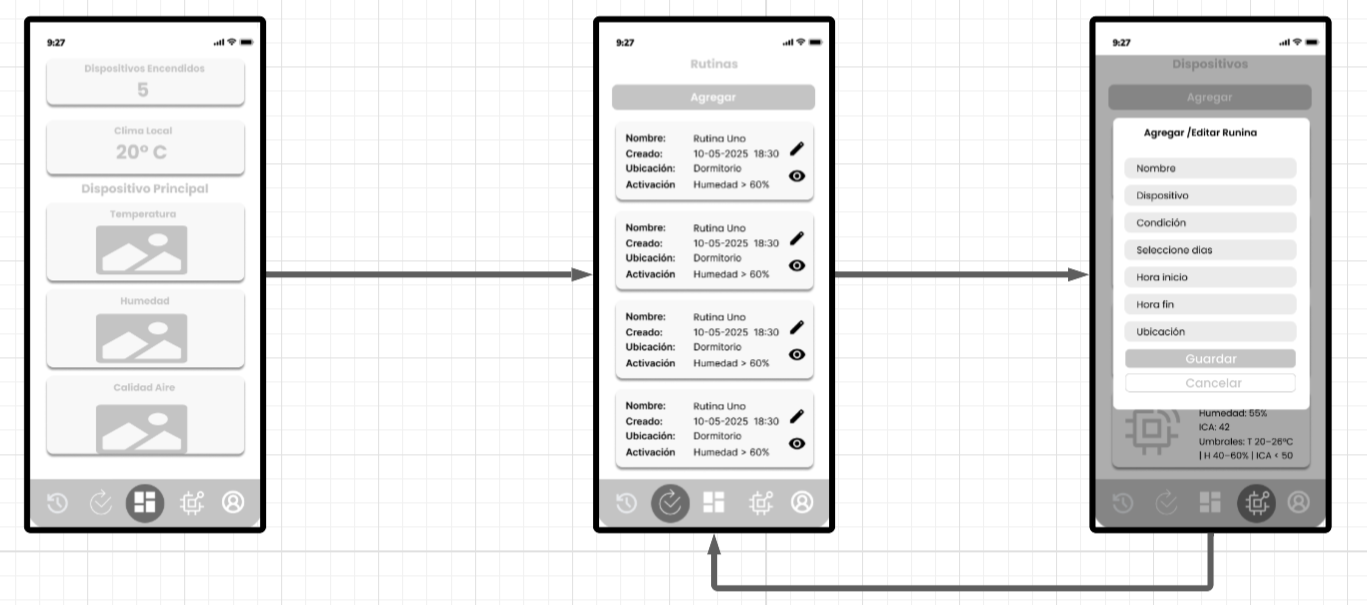 9:27
Dispositivos Encendidos
5
Clima Local
20° C
Dispositivo Principal
Temperatura
Humedad
Calidad Aire
9:27
Rutinas
Agregar
Nombre: Rutina Uno
Creado: 10-05-2025 18:30
Ubicación: Dormitorio
Activación Humedad > 60%
Nombre: Rutina Uno
Creado: 10-05-2025 18:30
Ubicación: Dormitorio
Activación Humedad > 60%
Nombre: Rutina Uno
Creado: 10-05-2025 18:30
Ubicación: Dormitorio
Activación Humedad > 60%
Nombre: Rutina Uno
Creado: 10-05-2025 18:30
Ubicación: Dormitorio
Activación Humedad > 60%
9:27
Dispositivos
Agregar
Agregar /Editar Runina
Nombre
Dispositivo
Condición
Seleccione dias
Hora inicio
Hora fin
Ubicación
Guardar
Cancelar
Humedad: 55%
ICA: 42
Umbrales: T 20–26°C
| H 40–60% | ICA < 50